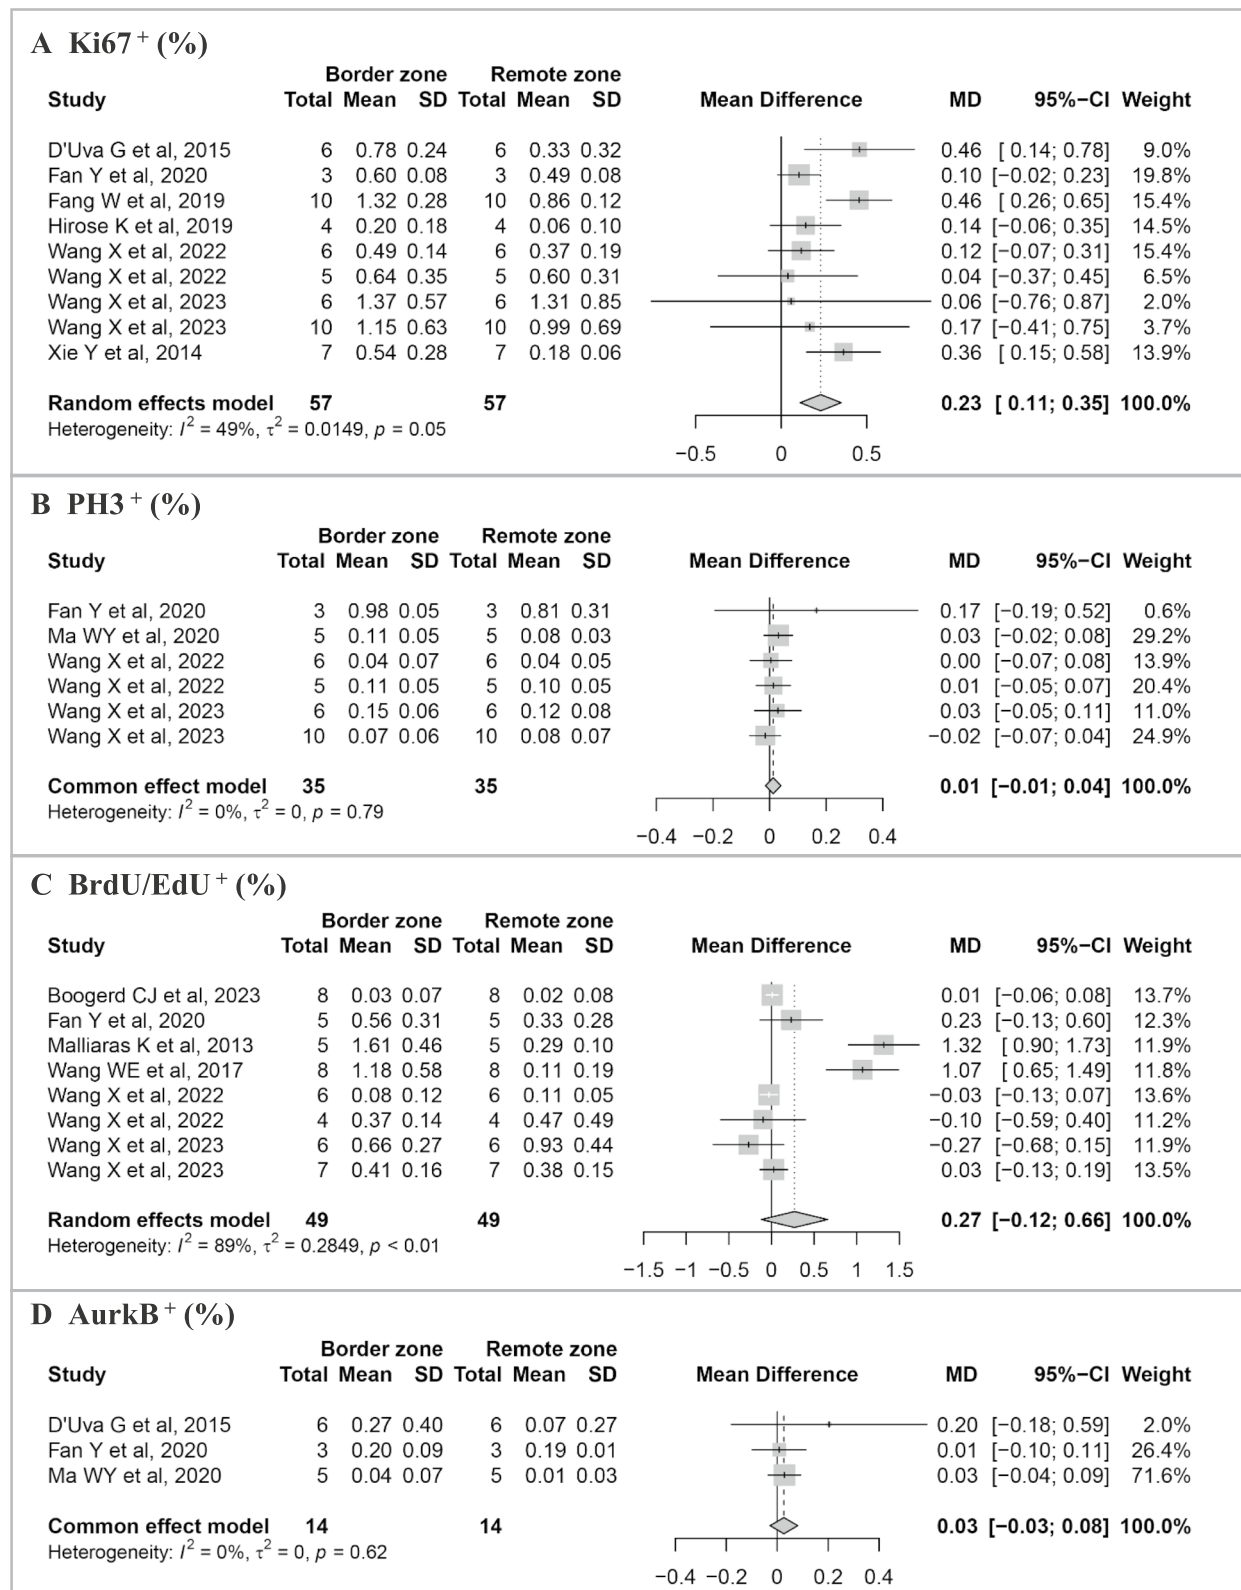 A Ki67 + (%)
Border zone Remote zone
Study Total Mean SD Total Mean SD Mean Difference MD 95%−CI Weight
D'Uva G et al, 2015 6 0.78 0.24 6 0.33 0.32 0.46 [ 0.14; 0.78] 9.0%
Fan Y et al, 2020 3 0.60 0.08 3 0.49 0.08 0.10 [−0.02; 0.23] 19.8%
Fang W et al, 2019 10 1.32 0.28 10 0.86 0.12 0.46 [ 0.26; 0.65] 15.4%
Hirose K et al, 2019 4 0.20 0.18 4 0.06 0.10 0.14 [−0.06; 0.35] 14.5%
Wang X et al, 2022 6 0.49 0.14 6 0.37 0.19 0.12 [−0.07; 0.31] 15.4%
Wang X et al, 2022 5 0.64 0.35 5 0.60 0.31 0.04 [−0.37; 0.45] 6.5%
Wang X et al, 2023 6 1.37 0.57 6 1.31 0.85 0.06 [−0.76; 0.87] 2.0%
Wang X et al, 2023 10 1.15 0.63 10 0.99 0.69 0.17 [−0.41; 0.75] 3.7%
Xie Y et al, 2014 7 0.54 0.28 7 0.18 0.06 0.36 [ 0.15; 0.58] 13.9%
Random effects model 57 57 0.23 [ 0.11; 0.35] 100.0%
Heterogeneity: I² = 49%, τ² = 0.0149, p = 0.05
−0.5 0 0.5
B PH3 + (%)
Border zone Remote zone
Study Total Mean SD Total Mean SD Mean Difference MD 95%−CI Weight
Fan Y et al, 2020 3 0.98 0.05 3 0.81 0.31 0.17 [−0.19; 0.52] 0.6%
Ma WY et al, 2020 5 0.11 0.05 5 0.08 0.03 0.03 [−0.02; 0.08] 29.2%
Wang X et al, 2022 6 0.04 0.07 6 0.04 0.05 0.00 [−0.07; 0.08] 13.9%
Wang X et al, 2022 5 0.11 0.05 5 0.10 0.05 0.01 [−0.05; 0.07] 20.4%
Wang X et al, 2023 6 0.15 0.06 6 0.12 0.08 0.03 [−0.05; 0.11] 11.0%
Wang X et al, 2023 10 0.07 0.06 10 0.08 0.07 −0.02 [−0.07; 0.04] 24.9%
Common effect model 35 35 0.01 [−0.01; 0.04] 100.0%
Heterogeneity: I² = 0%, τ² = 0, p = 0.79
−0.4 −0.2 0 0.2 0.4
C BrdU/EdU + (%)
Border zone Remote zone
Study Total Mean SD Total Mean SD Mean Difference MD 95%−CI Weight
Boogerd CJ et al, 2023 8 0.03 0.07 8 0.02 0.08 0.01 [−0.06; 0.08] 13.7%
Fan Y et al, 2020 5 0.56 0.31 5 0.33 0.28 0.23 [−0.13; 0.60] 12.3%
Malliaras K et al, 2013 5 1.61 0.46 5 0.29 0.10 1.32 [ 0.90; 1.73] 11.9%
Wang WE et al, 2017 8 1.18 0.58 8 0.11 0.19 1.07 [ 0.65; 1.49] 11.8%
Wang X et al, 2022 6 0.08 0.12 6 0.11 0.05 −0.03 [−0.13; 0.07] 13.6%
Wang X et al, 2022 4 0.37 0.14 4 0.47 0.49 −0.10 [−0.59; 0.40] 11.2%
Wang X et al, 2023 6 0.66 0.27 6 0.93 0.44 −0.27 [−0.68; 0.15] 11.9%
Wang X et al, 2023 7 0.41 0.16 7 0.38 0.15 0.03 [−0.13; 0.19] 13.5%
Random effects model 49 49 0.27 [−0.12; 0.66] 100.0%
Heterogeneity: I² = 89%, τ² = 0.2849, p < 0.01
−1.5 −1 −0.5 0 0.5 1 1.5
D AurkB + (%)
Border zone Remote zone
Study Total Mean SD Total Mean SD Mean Difference MD 95%−CI Weight
D'Uva G et al, 2015 6 0.27 0.40 6 0.07 0.27 0.20 [−0.18; 0.59] 2.0%
Fan Y et al, 2020 3 0.20 0.09 3 0.19 0.01 0.01 [−0.10; 0.11] 26.4%
Ma WY et al, 2020 5 0.04 0.07 5 0.01 0.03 0.03 [−0.04; 0.09] 71.6%
Common effect model 14 14 0.03 [−0.03; 0.08] 100.0%
Heterogeneity: I² = 0%, τ² = 0, p = 0.62
−0.4 −0.2 0 0.2 0.4